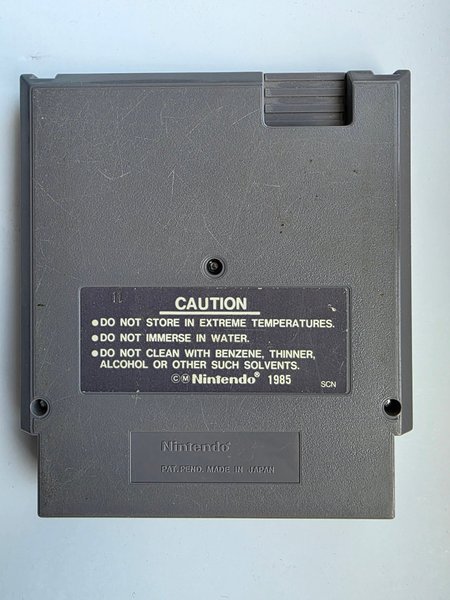 11
CAUTION
●DO NOT STORE IN EXTREME TEMPERATURES.
●DO NOT IMMERSE IN WATER.
●DO NOT CLEAN WITH BENZENE, THINNER,
ALCOHOL OR OTHER SUCH SOLVENTS.
©Ⓜ Nintendo® 1985
SCN
Nintendo®
PAT. PEND. MADE IN JAPAN